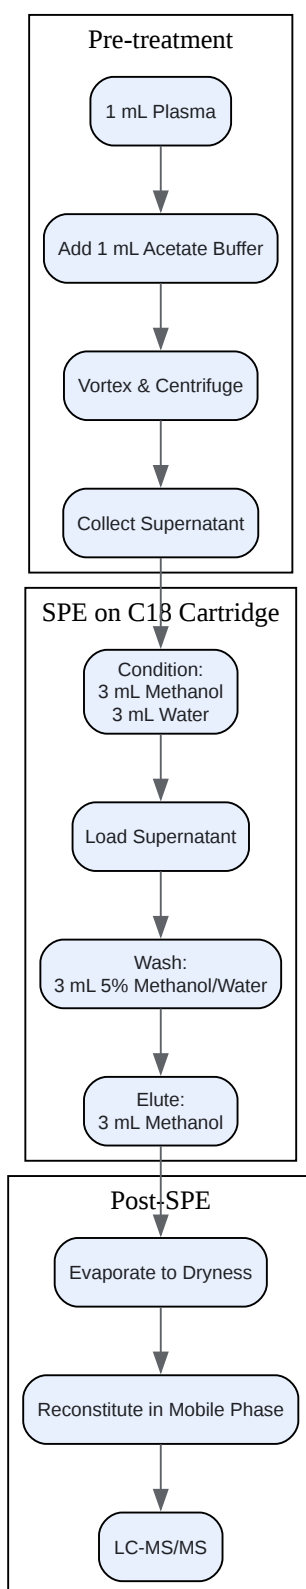 Pre-treatment
1 mL Plasma
Add 1 mL Acetate Buffer
Vortex & Centrifuge
Collect Supernatant
SPE on C18 Cartridge
Condition:
3 mL Methanol
3 mL Water
Load Supernatant
Wash:
3 mL 5% Methanol/Water
Elute:
3 mL Methanol
Post-SPE
Evaporate to Dryness
Reconstitute in Mobile Phase
LC-MS/MS